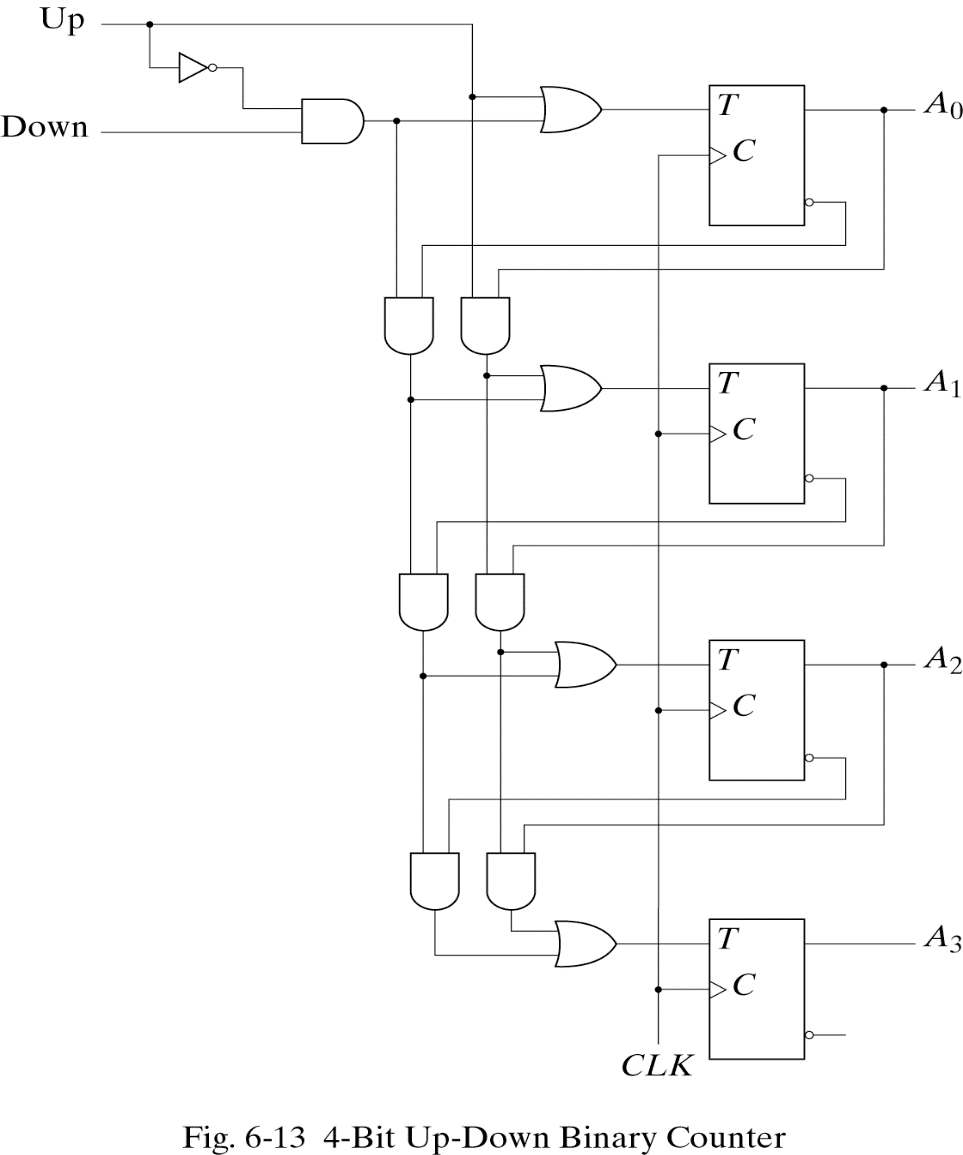 Up
Down
T
C
A0
T
C
A1
T
C
A2
T
C
A3
CLK
Fig. 6-13 4-Bit Up-Down Binary Counter